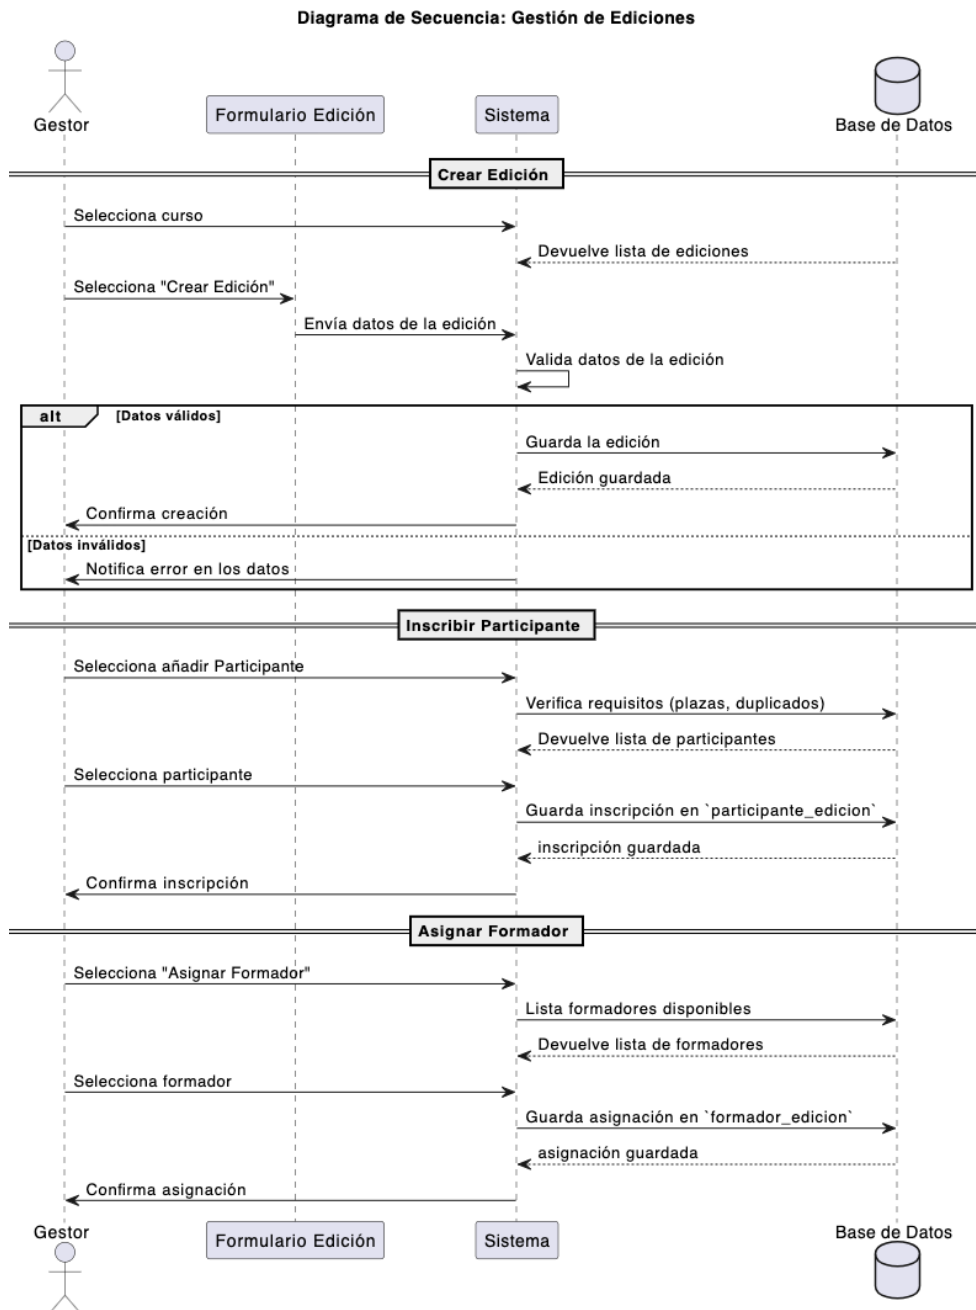 Diagrama de Secuencia: Gestión de Ediciones
Gestor
Formulario Edición
Sistema
Base de Datos
Crear Edición
Selecciona curso
Devuelve lista de ediciones
Selecciona "Crear Edición"
Envía datos de la edición
Valida datos de la edición
alt
[Datos válidos]
Guarda la edición
Edición guardada
Confirma creación
[Datos inválidos]
Notifica error en los datos
Inscribir Participante
Selecciona añadir Participante
Verifica requisitos (plazas, duplicados)
Devuelve lista de participantes
Selecciona participante
Guarda inscripción en `participante_edicion`
inscripción guardada
Confirma inscripción
Asignar Formador
Selecciona "Asignar Formador"
Lista formadores disponibles
Devuelve lista de formadores
Selecciona formador
Guarda asignación en `formador_edicion`
asignación guardada
Confirma asignación
Gestor
Formulario Edición
Sistema
Base de Datos